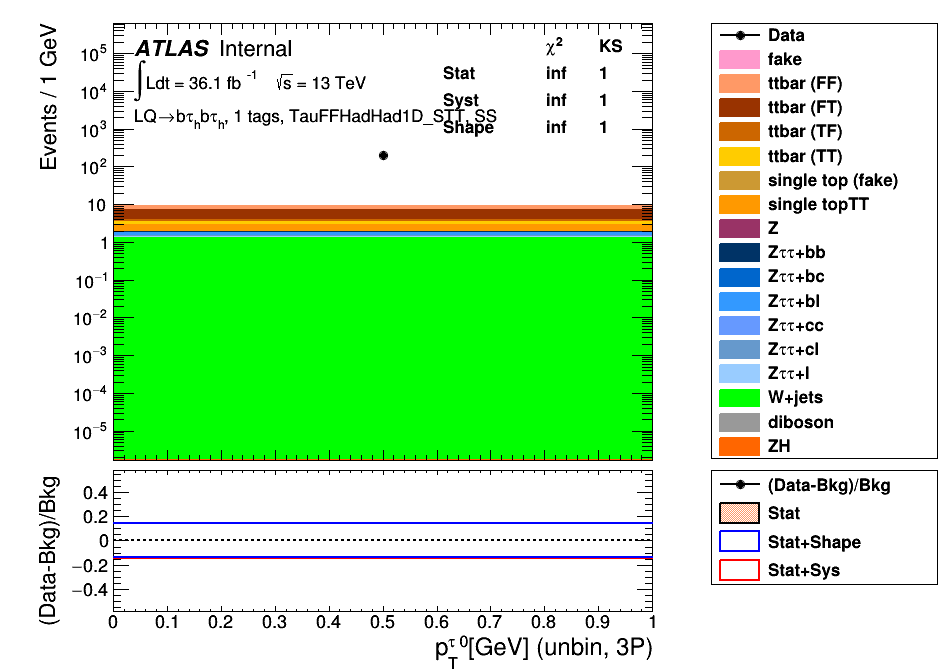 Events / 1 GeV
10⁵
10⁴
10³
10²
10
1
10⁻¹
10⁻²
10⁻³
10⁻⁴
10⁻⁵
ATLAS Internal
∫Ldt = 36.1 fb⁻¹ √s = 13 TeV
LQ→bτₕbτₕ, 1 tags, TauFFHadHad1D_STT, SS
χ² KS
Stat inf 1
Syst inf 1
Shape inf 1
Data
fake
ttbar (FF)
ttbar (FT)
ttbar (TF)
ttbar (TT)
single top (fake)
single topTT
Z
Zττ+bb
Zττ+bc
Zττ+bl
Zττ+cc
Zττ+cl
Zττ+l
W+jets
diboson
ZH
(Data-Bkg)/Bkg
0.4
0.2
0
−0.2
−0.4
(Data-Bkg)/Bkg
Stat
Stat+Shape
Stat+Sys
0 0.1 0.2 0.3 0.4 0.5 0.6 0.7 0.8 0.9 1
p_T^τ 0[GeV] (unbin, 3P)